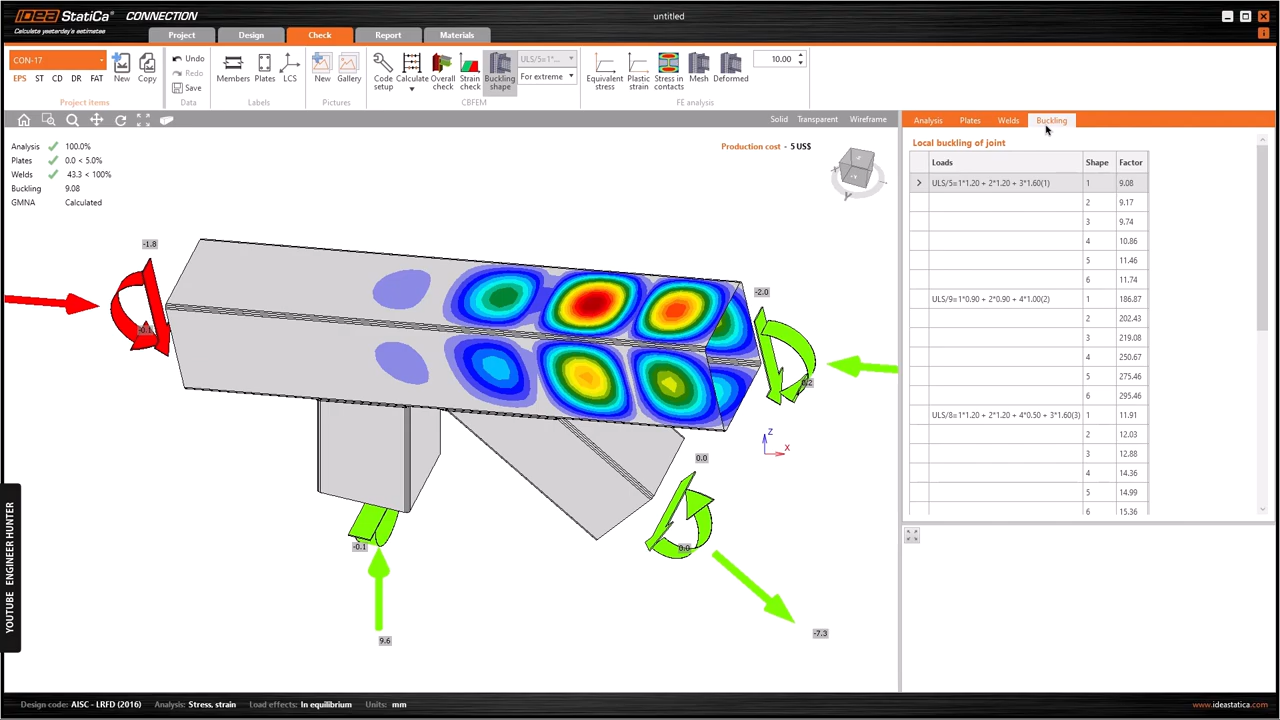 IDEA StatiCa CONNECTION
Calculate yesterday's estimates
untitled
Project Design Check Report Materials
CON-17
EPS ST CD DR FAT
New Copy
Project items
Undo
Redo
Save
Data
Members Plates LCS
Labels
New Gallery
Pictures
Code setup
Calculate
Overall check
Strain check
Buckling shape
ULS/5=1*...
For extreme
CBFEM
Equivalent stress
Plastic strain
Stress in contacts
Mesh
Deformed
10.00
FE analysis
Solid Transparent Wireframe
Analysis 100.0%
Plates 0.0 < 5.0%
Welds 43.3 < 100%
Buckling 9.08
GMNA Calculated
Production cost - 5 US$
-1.8
-0.1
-2.0
0.2
Z
X
Y
0.0
0.0
-0.1
9.6
-7.3
YOUTUBE ENGINEER HUNTER
Analysis Plates Welds Buckling
Local buckling of joint
Loads Shape Factor
ULS/5=1*1.20 + 2*1.20 + 3*1.60(1) 1 9.08
2 9.17
3 9.74
4 10.86
5 11.46
6 11.74
ULS/9=1*0.90 + 2*0.90 + 4*1.00(2) 1 186.87
2 202.43
3 219.08
4 250.67
5 275.46
6 295.46
ULS/8=1*1.20 + 2*1.20 + 4*0.50 + 3*1.60(3) 1 11.91
2 12.03
3 12.88
4 14.36
5 14.99
6 15.36
Design code: AISC - LRFD (2016) Analysis: Stress, strain Load effects: In equilibrium Units: mm
www.ideastatica.com